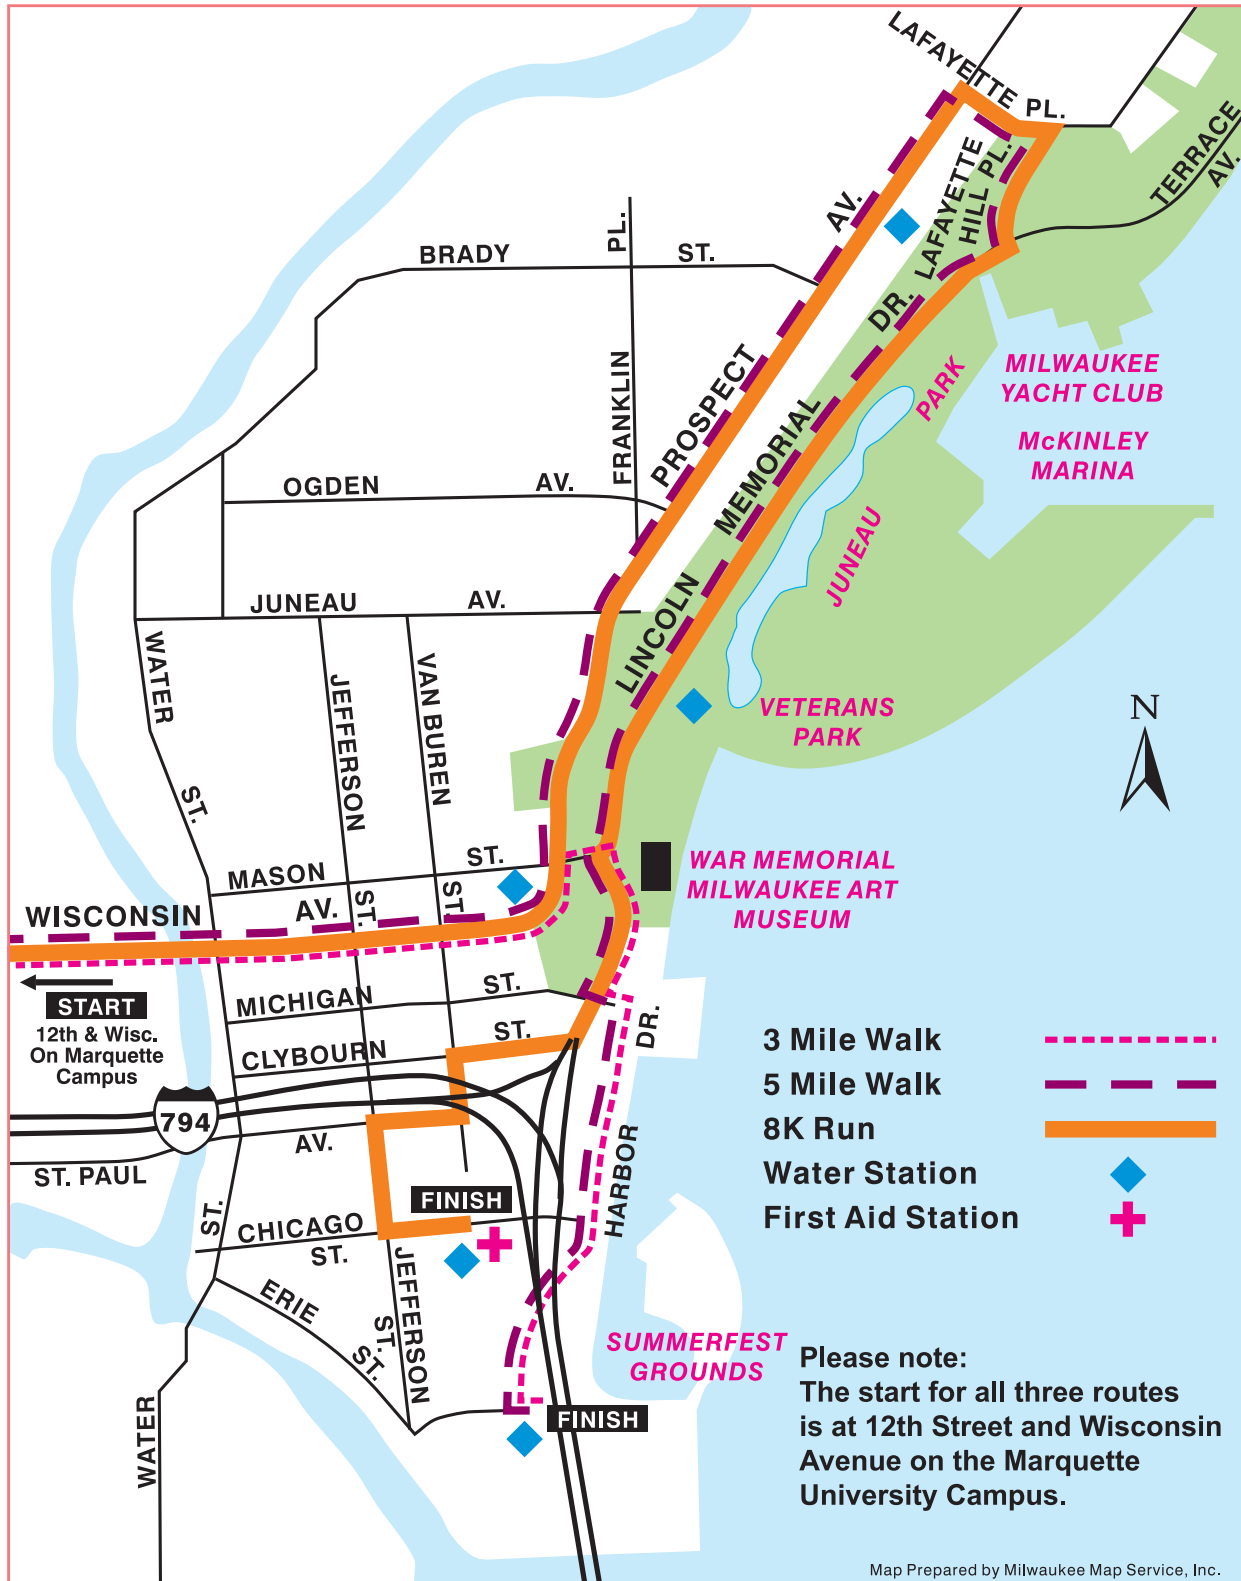 LAFAYETTE PL.
TERRACE
AV.
LAFAYETTE
HILL PL.
AV.
PROSPECT
BRADY ST.
FRANKLIN PL.
DR.
MEMORIAL
LINCOLN
PARK
JUNEAU
MILWAUKEE
YACHT CLUB
McKINLEY
MARINA
OGDEN AV.
JUNEAU AV.
WATER ST.
JEFFERSON ST.
VAN BUREN ST.
VETERANS
PARK
N
MASON ST.
WISCONSIN AV.
WAR MEMORIAL
MILWAUKEE ART
MUSEUM
START
12th & Wisc.
On Marquette
Campus
MICHIGAN ST.
CLYBOURN ST.
HARBOR DR.
794
ST. PAUL AV.
3 Mile Walk
5 Mile Walk
8K Run
Water Station
First Aid Station
FINISH
CHICAGO
ST.
ERIE ST.
JEFFERSON
ST.
WATER ST.
SUMMERFEST
GROUNDS
FINISH
Please note:
The start for all three routes
is at 12th Street and Wisconsin
Avenue on the Marquette
University Campus.
Map Prepared by Milwaukee Map Service, Inc.